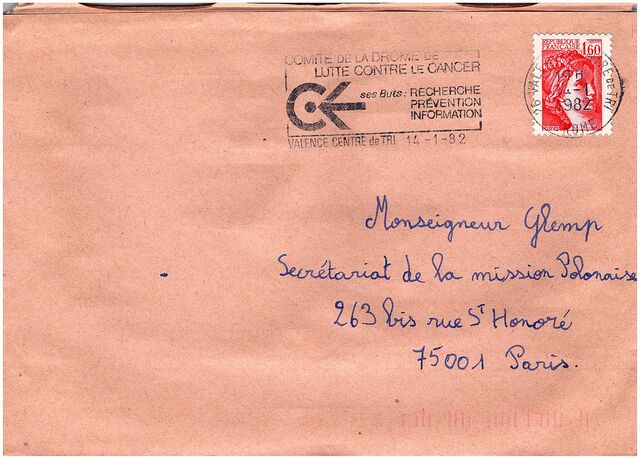 COMITÉ DE LA DROME DE
LUTTE CONTRE LE CANCER
ses Buts: RECHERCHE
PRÉVENTION
INFORMATION
VALENCE CENTRE de TRI 14-1-82
REPUBLIQUE
FRANÇAISE
1,60
1982
Monseigneur Glemp
Secrétariat de la mission Polonaise
263 bis rue St Honoré
75001 Paris.